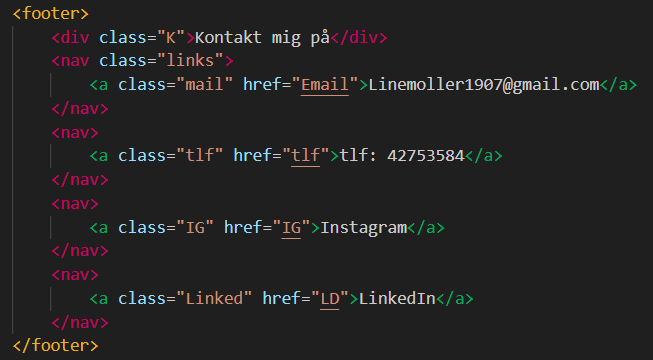 <footer>
<div class="K">Kontakt mig på</div>
<nav class="links">
<a class="mail" href="Email">Linemoller1907@gmail.com</a>
</nav>
<nav>
<a class="tlf" href="tlf">tlf: 42753584</a>
</nav>
<nav>
<a class="IG" href="IG">Instagram</a>
</nav>
<nav>
<a class="Linked" href="LD">LinkedIn</a>
</nav>
</footer>